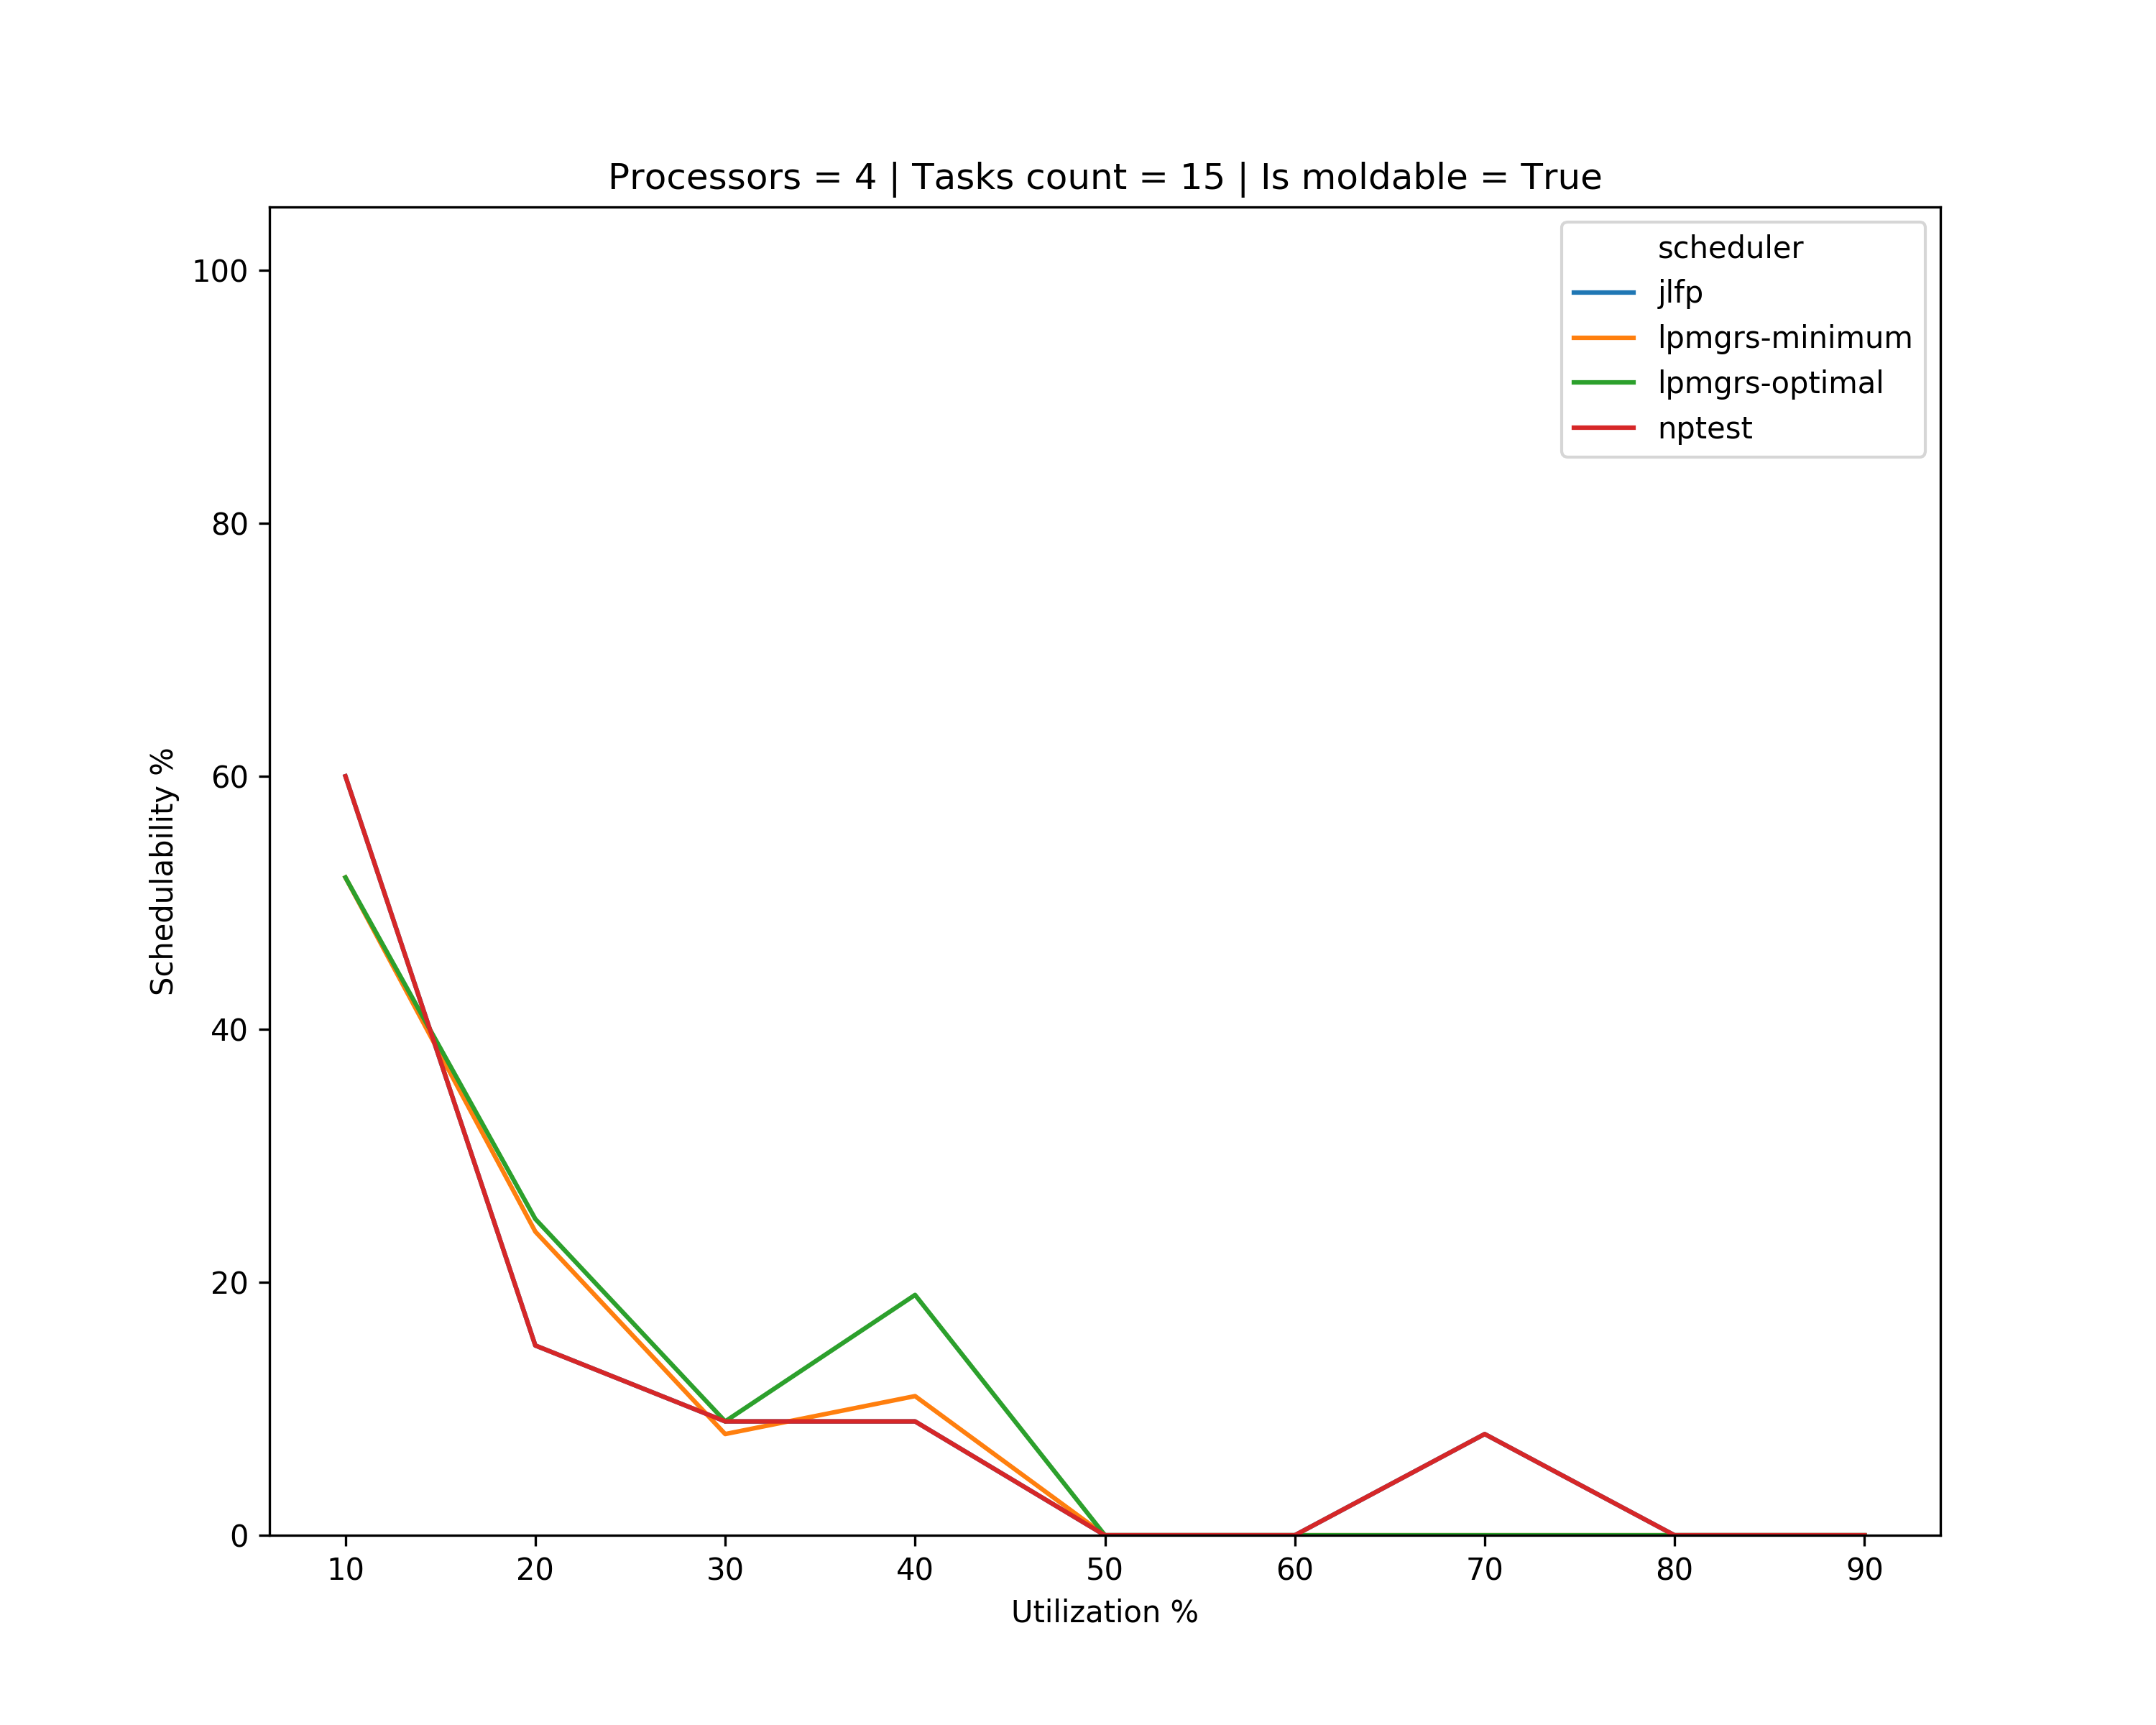 Processors = 4 | Tasks count = 15 | Is moldable = True
scheduler
jlfp
lpmgrs-minimum
lpmgrs-optimal
nptest
100
80
60
40
20
0
Schedulability %
10 20 30 40 50 60 70 80 90
Utilization %